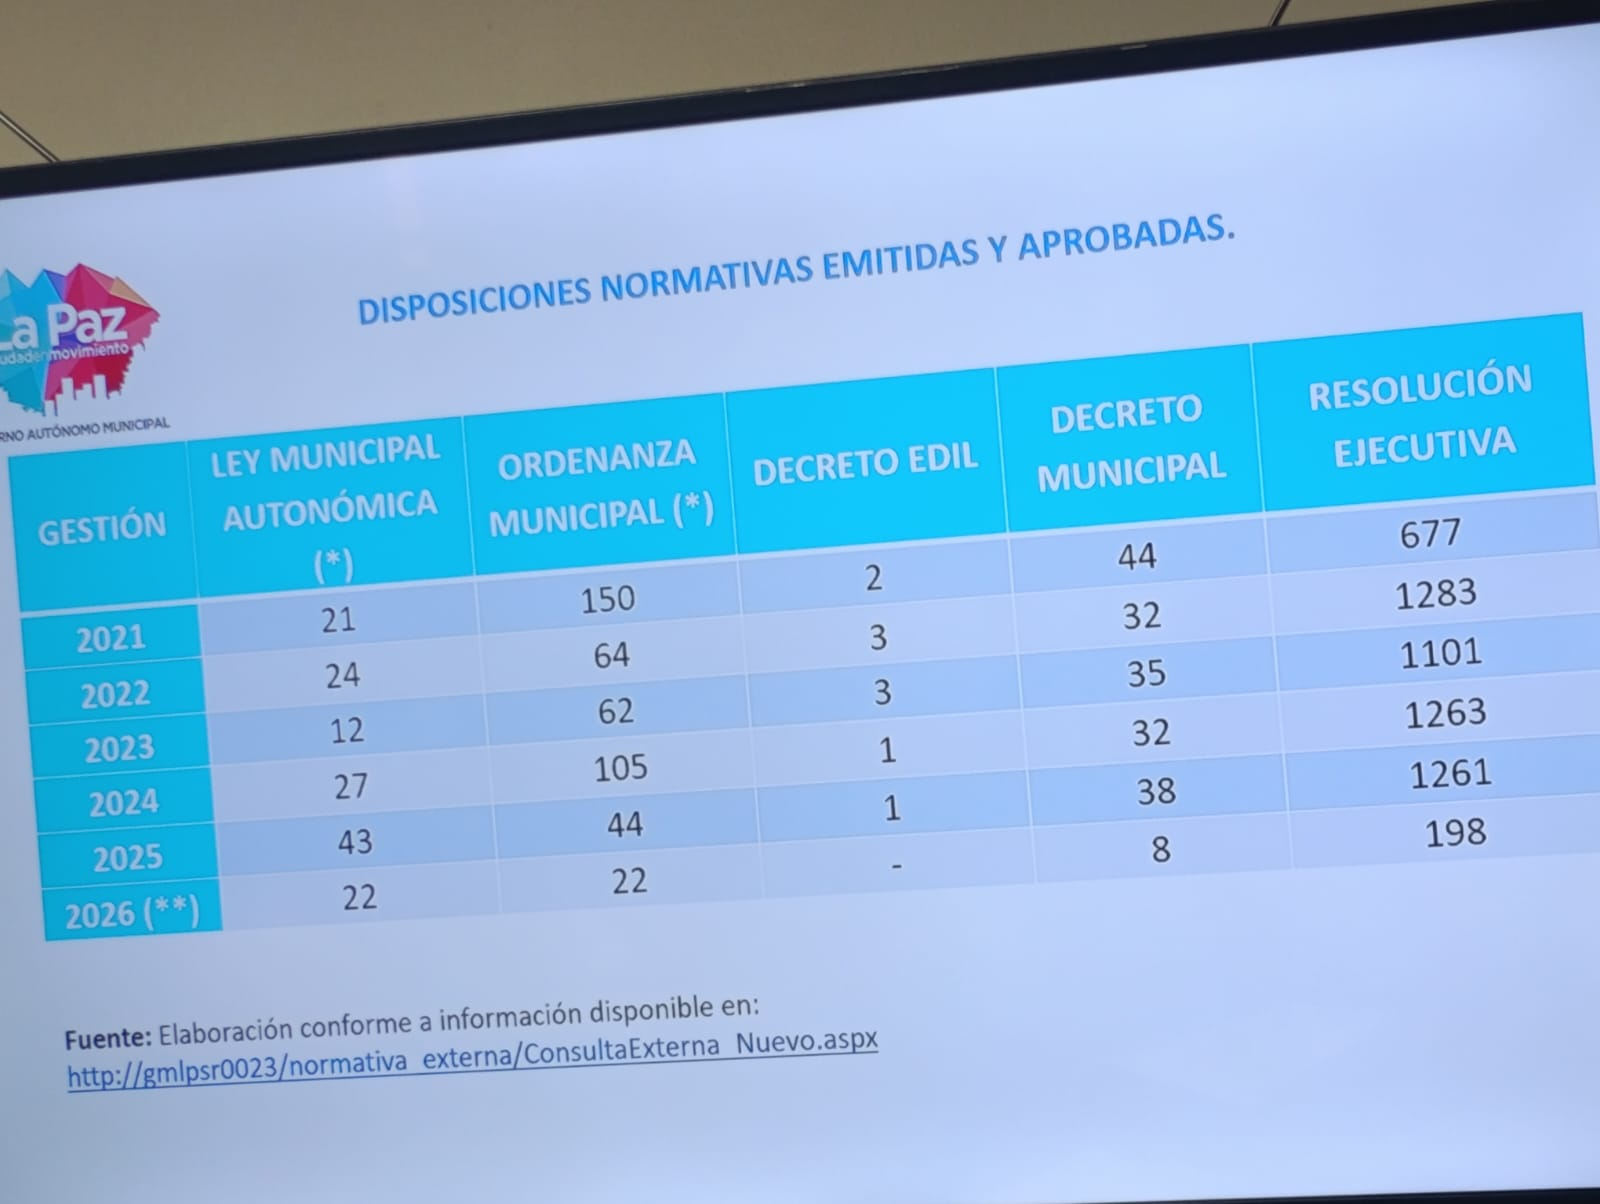 La Paz
udadenmovimiento
RNO AUTÓNOMO MUNICIPAL
DISPOSICIONES NORMATIVAS EMITIDAS Y APROBADAS.
GESTIÓN
LEY MUNICIPAL
AUTONÓMICA
(*)
ORDENANZA
MUNICIPAL (*)
DECRETO EDIL
DECRETO
MUNICIPAL
RESOLUCIÓN
EJECUTIVA
2021 21 150 2 44 677
2022 24 64 3 32 1283
2023 12 62 3 35 1101
2024 27 105 1 32 1263
2025 43 44 1 38 1261
2026 (**) 22 22 - 8 198
Fuente: Elaboración conforme a información disponible en:
http://gmlpsr0023/normativa_externa/ConsultaExterna_Nuevo.aspx